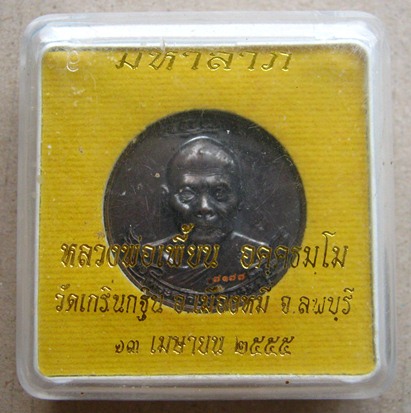 มหาลาภ
หลวงพ่อเพี้ยน อคฺคธมฺโม
วัดเกริ่นกฐิน อ.บ้านหมี่ จ.ลพบุรี
๑๓ เมษายน ๒๕๕๕